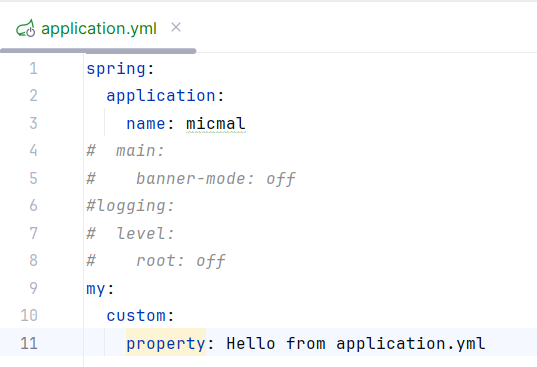 application.yml
1 spring:
2   application:
3     name: micmal
4 #  main:
5 #    banner-mode: off
6 #logging:
7 #  level:
8 #    root: off
9 my:
10   custom:
11     property: Hello from application.yml